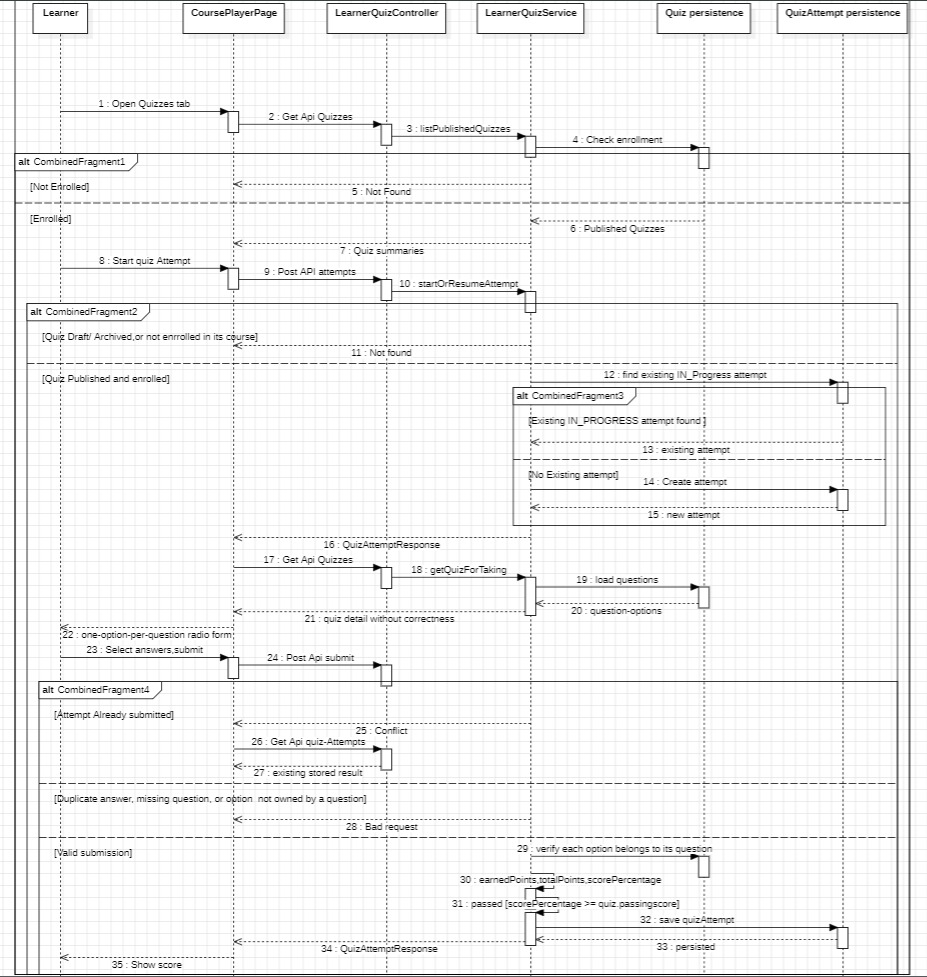 Learner
CoursePlayerPage
LearnerQuizController
LearnerQuizService
Quiz persistence
QuizAttempt persistence
1 : Open Quizzes tab
2 : Get Api Quizzes
3 : listPublishedQuizzes
4 : Check enrollment
alt CombinedFragment1
[Not Enrolled]
5 : Not Found
[Enrolled]
6 : Published Quizzes
7 : Quiz summaries
8 : Start quiz Attempt
9 : Post API attempts
10 : startOrResumeAttempt
alt CombinedFragment2
[Quiz Draft/ Archived,or not enrrolled in its course]
11 : Not found
[Quiz Published and enrolled]
12 : find existing IN_Progress attempt
alt CombinedFragment3
[Existing IN_PROGRESS attempt found ]
13 : existing attempt
[No Existing attempt]
14 : Create attempt
15 : new attempt
16 : QuizAttemptResponse
17 : Get Api Quizzes
18 : getQuizForTaking
19 : load questions
20 : question-options
21 : quiz detail without correctness
22 : one-option-per-question radio form
23 : Select answers,submit
24 : Post Api submit
alt CombinedFragment4
[Attempt Already submitted]
25 : Conflict
26 : Get Api quiz-Attempts
27 : existing stored result
[Duplicate answer, missing question, or option  not owned by a question]
28 : Bad request
29 : verify each option belongs to its question
[Valid submission]
30 : earnedPoints,totalPoints,scorePercentage
31 : passed [scorePercentage >= quiz.passingscore]
32 : save quizAttempt
33 : persisted
34 : QuizAttemptResponse
35 : Show score